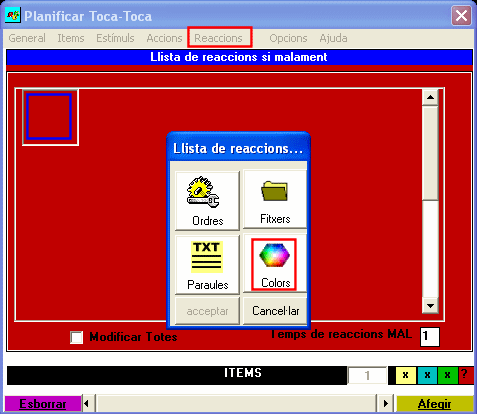 Planificar Toca-Toca
General Items Estímuls Accions Reaccions Opcions Ajuda
Llista de reaccions si malament
Llista de reaccions...
Ordres Fitxers
TXT
Paraules Colors
acceptar Cancel·lar
Modificar Totes Temps de reaccions MAL 1
ITEMS 1 x x x ?
Esborrar Afegir